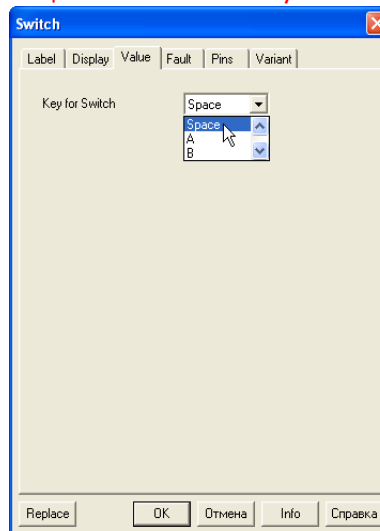 Switch
Label Display Value Fault Pins Variant
Key for Switch Space
Space
A
B
Replace OK Отмена Info Справка